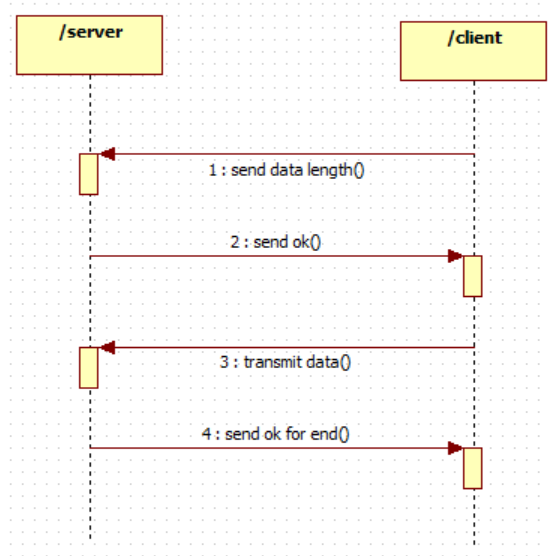 /server
/client
1 : send data length()
2 : send ok()
3 : transmit data()
4 : send ok for end()